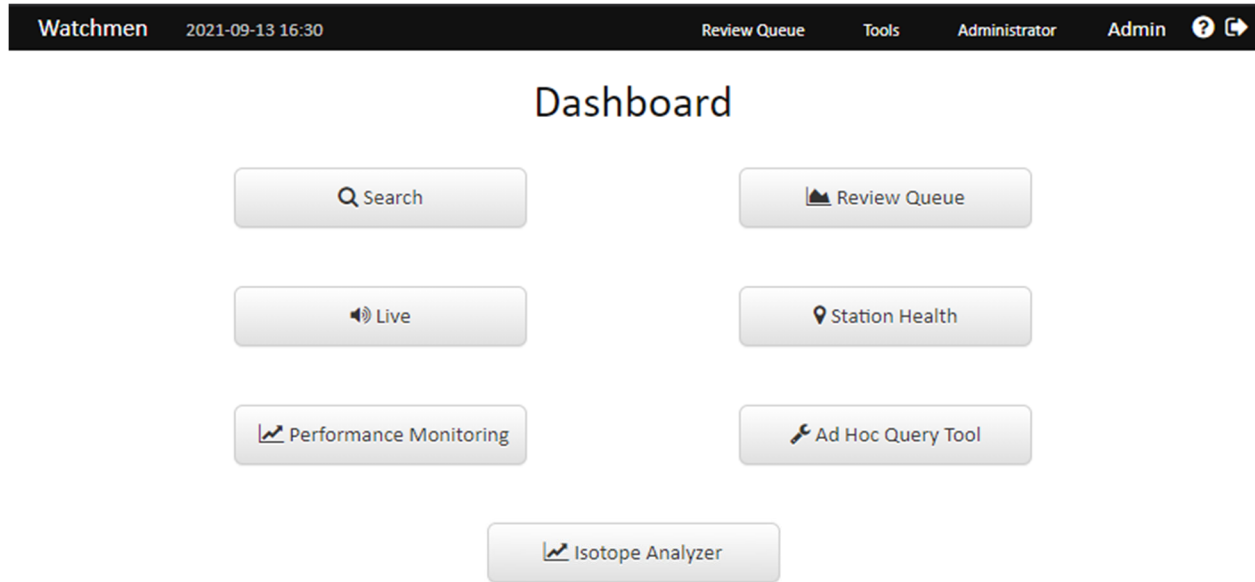 Watchmen 2021-09-13 16:30 Review Queue Tools Administrator Admin ?
Dashboard
Search Review Queue
Live Station Health
Performance Monitoring Ad Hoc Query Tool
Isotope Analyzer